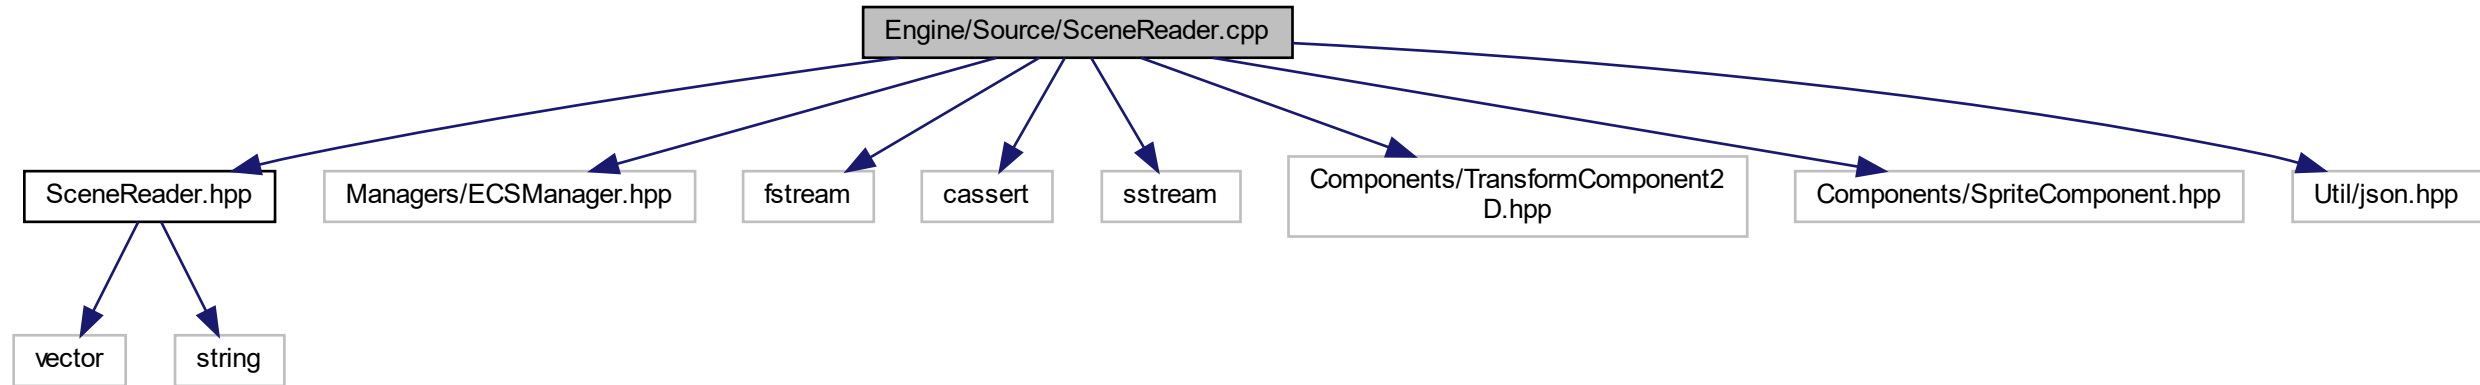 Engine/Source/SceneReader.cpp
SceneReader.hpp
Managers/ECSManager.hpp
fstream
cassert
sstream
Components/TransformComponent2
D.hpp
Components/SpriteComponent.hpp
Util/json.hpp
vector
string